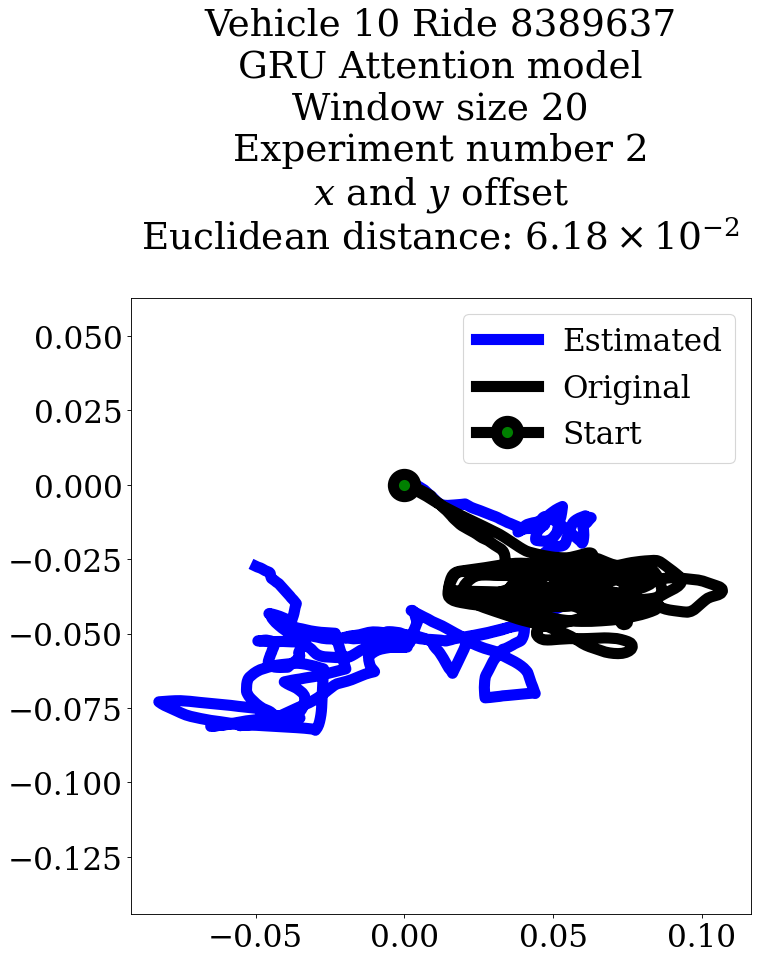 Vehicle 10 Ride 8389637
GRU Attention model
Window size 20
Experiment number 2
x and y offset
Euclidean distance: 6.18 × 10⁻²
Estimated
Original
Start
0.050
0.025
0.000
−0.025
−0.050
−0.075
−0.100
−0.125
−0.05 0.00 0.05 0.10